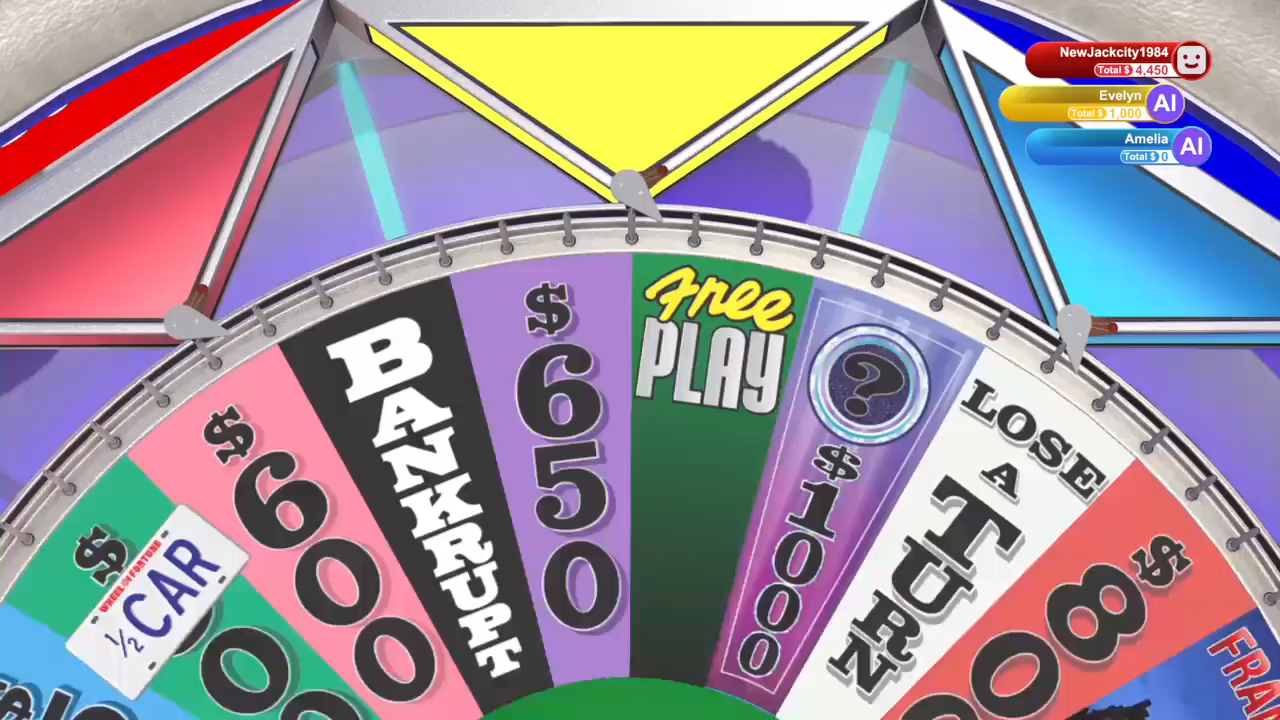 NewJackcity1984
Total $ 4,450
Evelyn
Total $ 1,000
AI
Amelia
Total $ 0
AI
$
WHEEL OF FORTUNE
½ CAR
$600
BANKRUPT
$650
Free
PLAY
?
$1000
LOSE
A
TURN
$80